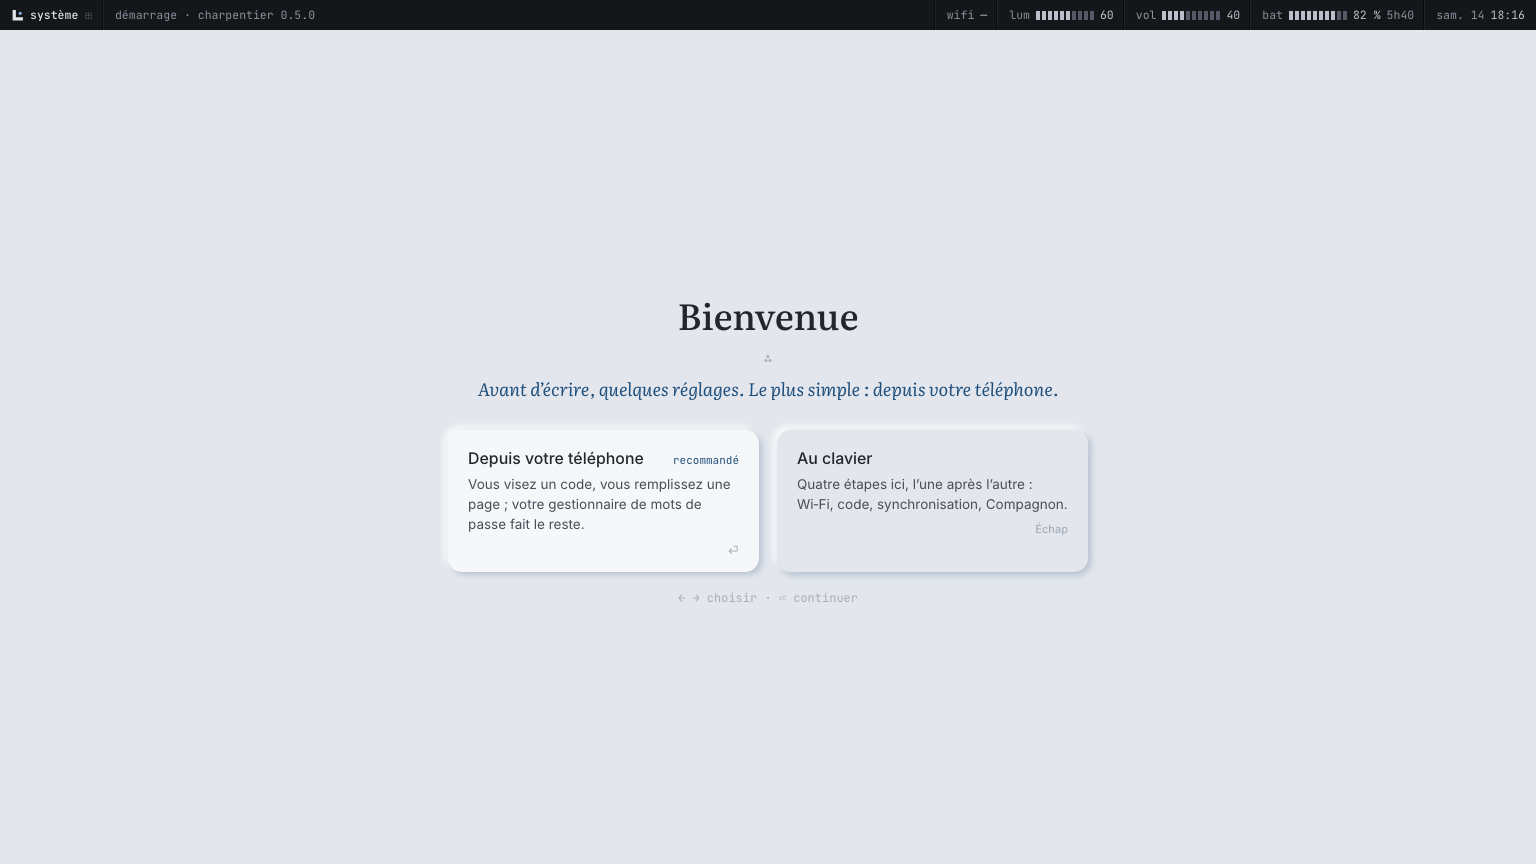 système ⊞ démarrage · charpentier 0.5.0 wifi — lum 60 vol 40 bat 82 % 5h40 sam. 14 18:16
Bienvenue
Avant d’écrire, quelques réglages. Le plus simple : depuis votre téléphone.
Depuis votre téléphone recommandé
Vous visez un code, vous remplissez une
page ; votre gestionnaire de mots de
passe fait le reste.
⏎
Au clavier
Quatre étapes ici, l’une après l’autre :
Wi-Fi, code, synchronisation, Compagnon.
Échap
← → choisir · ⏎ continuer